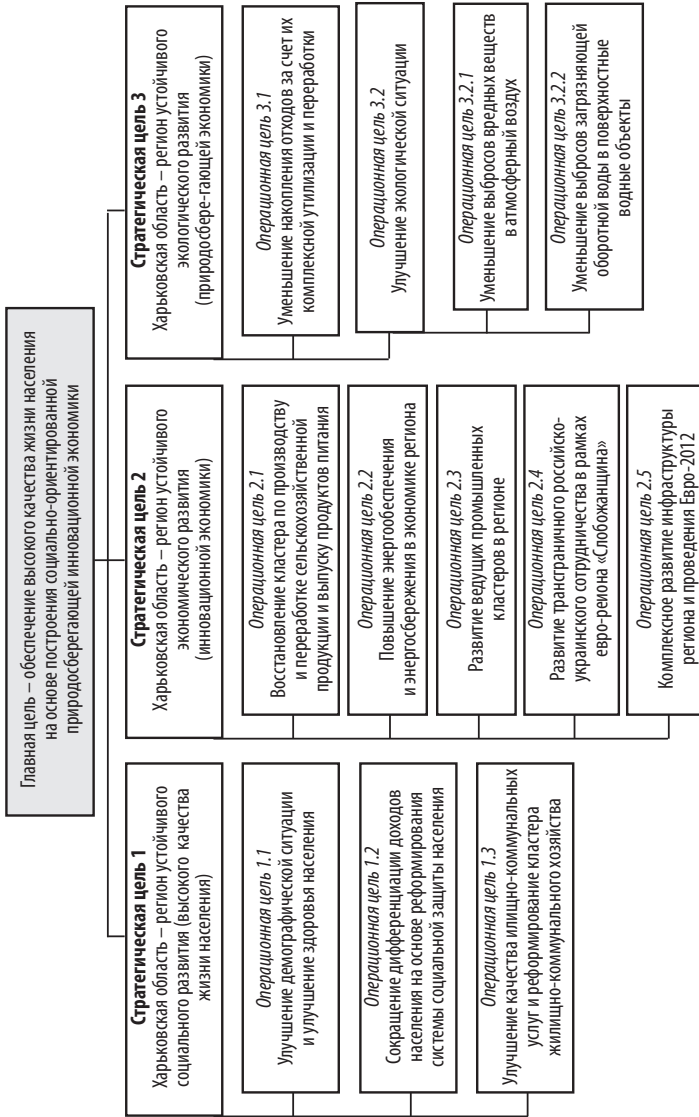 Главная цель – обеспечение высокого качества жизни населения
на основе построения социально-ориентированной
природосберегающей инновационной экономики
Стратегическая цель 1
Харьковская область – регион устойчивого
социального развития (высокого качества
жизни населения)
Операционная цель 1.1
Улучшение демографической ситуации
и улучшение здоровья населения
Операционная цель 1.2
Сокращение дифференциации доходов
населения на основе реформирования
системы социальной защиты населения
Операционная цель 1.3
Улучшение качества илищно-коммунальных
услуг и реформирование кластера
жилищно-коммунального хозяйства
Стратегическая цель 2
Харьковская область – регион устойчивого
экономического развития
(инновационной экономики)
Операционная цель 2.1
Восстановление кластера по производству
и переработке сельскохозяйственной
продукции и выпуску продуктов питания
Операционная цель 2.2
Повышение энергообеспечения
и энергосбережения в экономике региона
Операционная цель 2.3
Развитие ведущих промышленных
кластеров в регионе
Операционная цель 2.4
Развитие трансграничного российско-
украинского сотрудничества в рамках
евро-реиона «Слобожанщина»
Операционная цель 2.5
Комплексное развитие инфраструктуры
региона и проведения Евро-2012
Стратегическая цель 3
Харьковская область – регион устойчивого
экологического развития
(природосбере-гающей экономики)
Операционная цель 3.1
Уменьшение накопления отходов за счет их
комплексной утилизации и переработки
Операционная цель 3.2
Улучшение экологической ситуации
Операционная цель 3.2.1
Уменьшение выбросов вредных веществ
в атмосферный воздух
Операционная цель 3.2.2
Уменьшение выбросов загрязняющей
оборотной воды в поверхностные
водные объекты